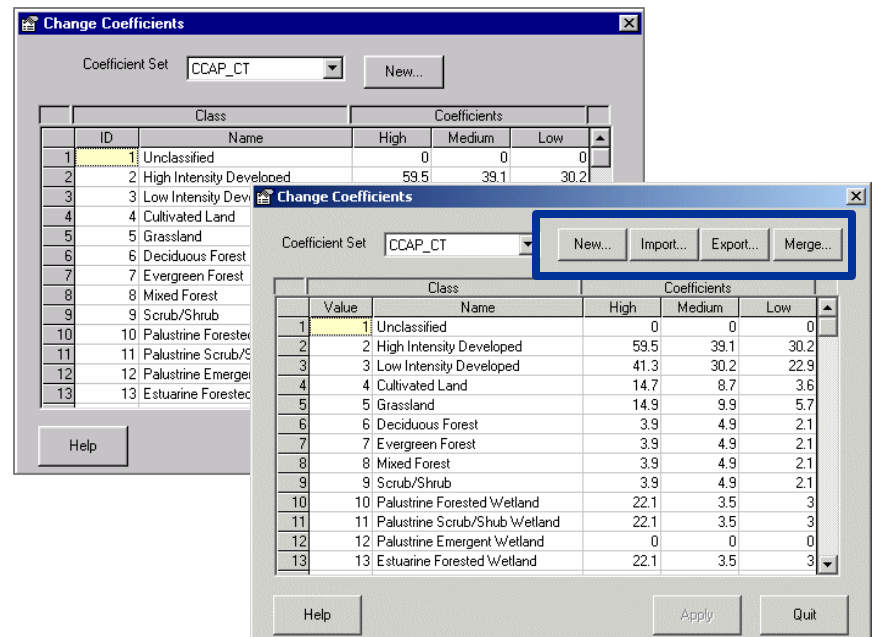 Change Coefficients
Coefficient Set CCAP_CT New...
Class Coefficients
ID Name High Medium Low
1 1 Unclassified 0 0 0
2 2 High Intensity Developed 59.5 39.1 30.2
3 3 Low Intensity Dev
4 4 Cultivated Land
5 5 Grassland
6 6 Deciduous Forest
7 7 Evergreen Forest
8 8 Mixed Forest
9 9 Scrub/Shrub
10 10 Palustrine Forested
11 11 Palustrine Scrub/S
12 12 Palustrine Emerge
13 13 Estuarine Forested
Help
Change Coefficients
Coefficient Set CCAP_CT New... Import... Export... Merge...
Class Coefficients
Value Name High Medium Low
1 1 Unclassified 0 0 0
2 2 High Intensity Developed 59.5 39.1 30.2
3 3 Low Intensity Developed 41.3 30.2 22.9
4 4 Cultivated Land 14.7 8.7 3.6
5 5 Grassland 14.9 9.9 5.7
6 6 Deciduous Forest 3.9 4.9 2.1
7 7 Evergreen Forest 3.9 4.9 2.1
8 8 Mixed Forest 3.9 4.9 2.1
9 9 Scrub/Shrub 3.9 4.9 2.1
10 10 Palustrine Forested Wetland 22.1 3.5 3
11 11 Palustrine Scrub/Shub Wetland 22.1 3.5 3
12 12 Palustrine Emergent Wetland 0 0 0
13 13 Estuarine Forested Wetland 22.1 3.5 3
Help Apply Quit